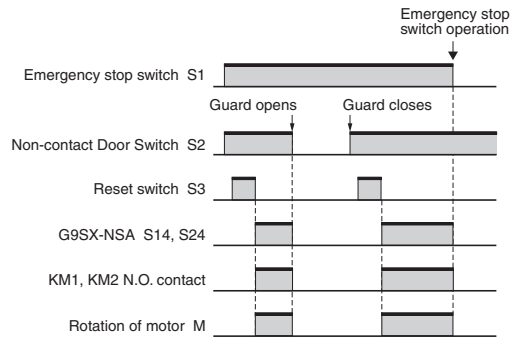 Emergency stop
switch operation
Emergency stop switch S1
Guard opens
Guard closes
Non-contact Door Switch S2
Reset switch S3
G9SX-NSA S14, S24
KM1, KM2 N.O. contact
Rotation of motor M